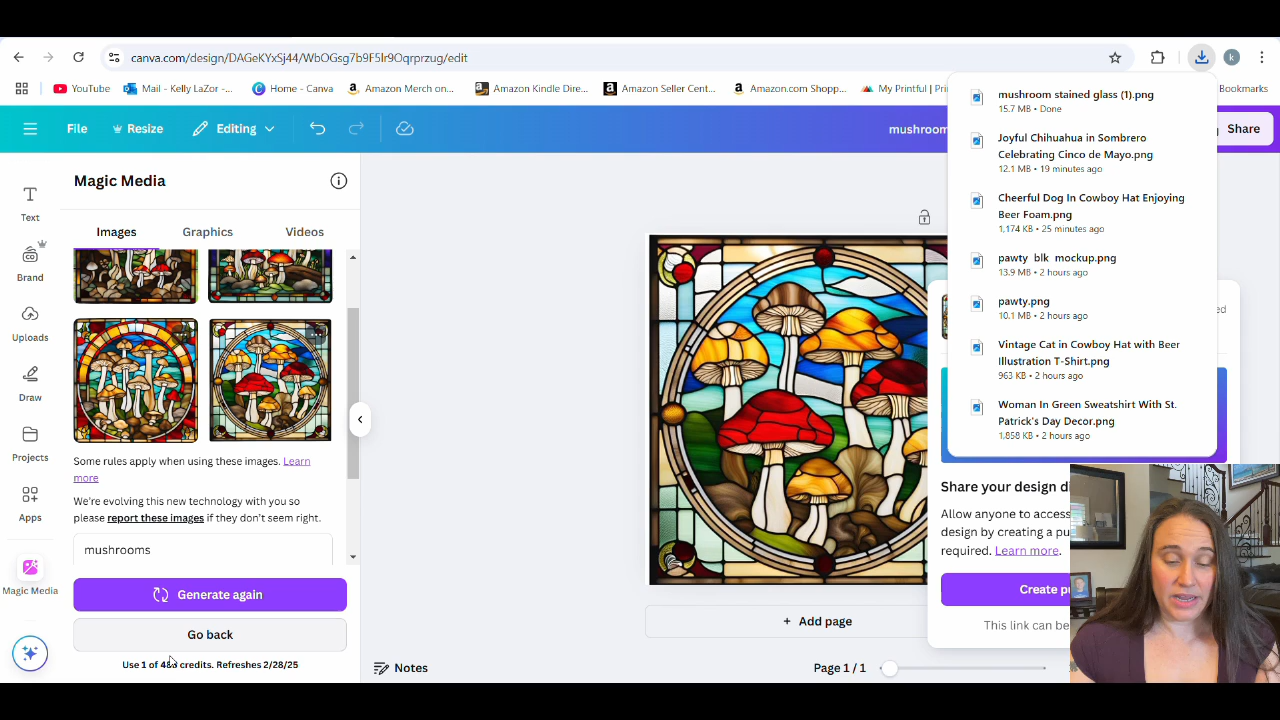 canva.com/design/DAGeKYxSj44/WbOGsg7b9F5lr9Oqrprzug/edit
k
YouTube
Mail - Kelly LaZor -...
Home - Canva
Amazon Merch on...
Amazon Kindle Dire...
Amazon Seller Cent...
Amazon.com Shopp...
My Printful | Prin
Bookmarks
File
Resize
Editing
mushroom
Share
Text
Brand
Uploads
Draw
Projects
Apps
Magic Media
Magic Media
Images
Graphics
Videos
Some rules apply when using these images. Learn
more
We're evolving this new technology with you so
please report these images if they don't seem right.
mushrooms
Generate again
Go back
credits. Refreshes 2/28/25
Use 1 of
+ Add page
Notes
Page 1 / 1
mushroom stained glass (1).png
15.7 MB • Done
Joyful Chihuahua in Sombrero
Celebrating Cinco de Mayo.png
12.1 MB • 19 minutes ago
Cheerful Dog In Cowboy Hat Enjoying
Beer Foam.png
1,174 KB • 25 minutes ago
pawty blk mockup.png
13.9 MB • 2 hours ago
pawty.png
10.1 MB • 2 hours ago
Vintage Cat in Cowboy Hat with Beer
Illustration T-Shirt.png
963 KB • 2 hours ago
Woman In Green Sweatshirt With St.
Patrick's Day Decor.png
1,858 KB • 2 hours ago
Share your design d
Allow anyone to access
design by creating a pu
required. Learn more.
Create pu
This link can be